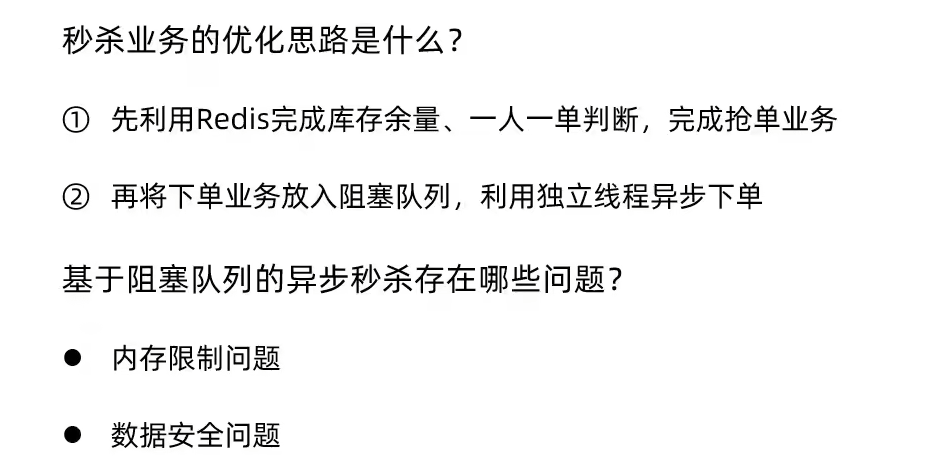 秒杀业务的优化思路是什么？
① 先利用Redis完成库存余量、一人一单判断，完成抢单业务
② 再将下单业务放入阻塞队列，利用独立线程异步下单
基于阻塞队列的异步秒杀存在哪些问题？
● 内存限制问题
● 数据安全问题